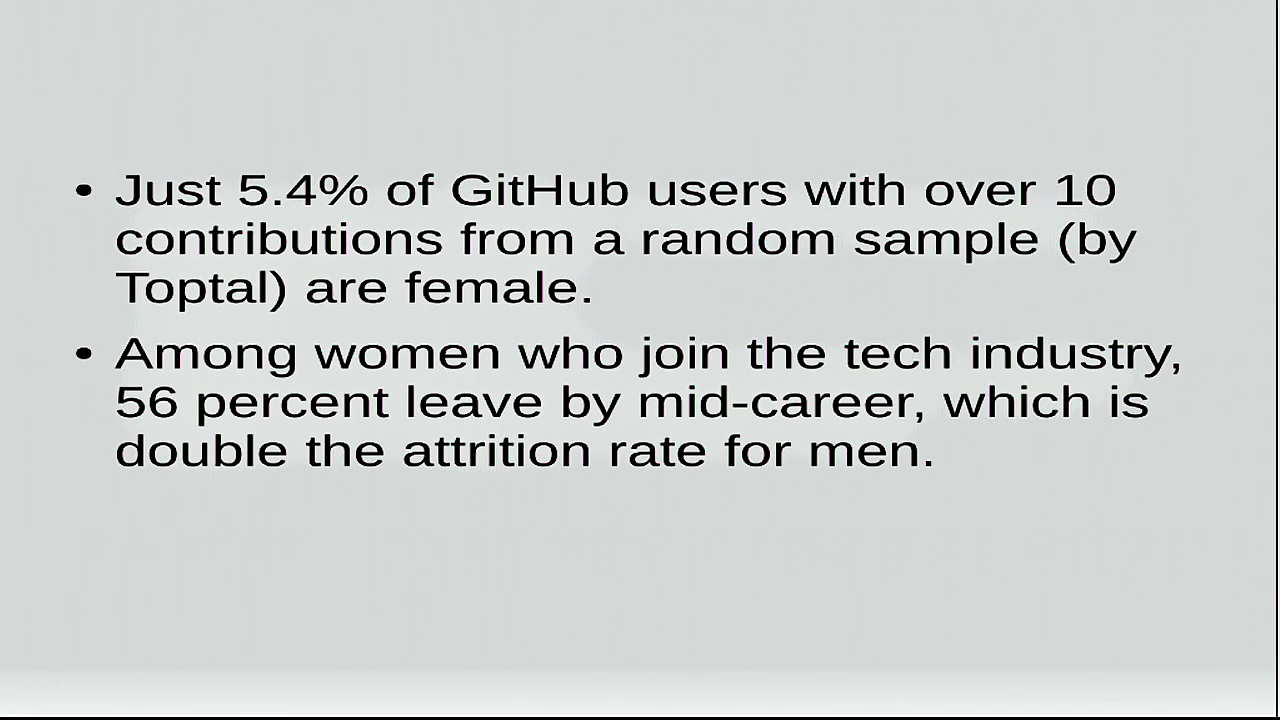 • Just 5.4% of GitHub users with over 10
contributions from a random sample (by
Toptal) are female.
• Among women who join the tech industry,
56 percent leave by mid-career, which is
double the attrition rate for men.